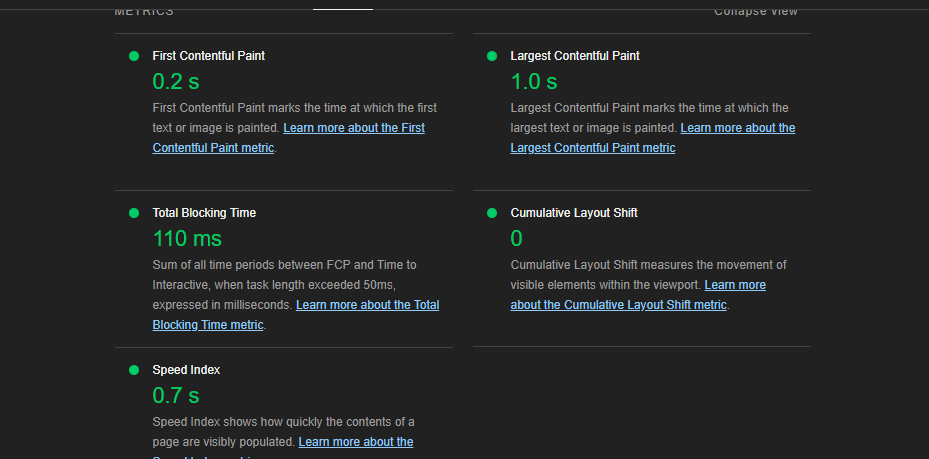 METRICS
Collapse view
First Contentful Paint
0.2 s
First Contentful Paint marks the time at which the first
text or image is painted. Learn more about the First
Contentful Paint metric.
Largest Contentful Paint
1.0 s
Largest Contentful Paint marks the time at which the
largest text or image is painted. Learn more about the
Largest Contentful Paint metric
Total Blocking Time
110 ms
Sum of all time periods between FCP and Time to
Interactive, when task length exceeded 50ms,
expressed in milliseconds. Learn more about the Total
Blocking Time metric.
Cumulative Layout Shift
0
Cumulative Layout Shift measures the movement of
visible elements within the viewport. Learn more
about the Cumulative Layout Shift metric.
Speed Index
0.7 s
Speed Index shows how quickly the contents of a
page are visibly populated. Learn more about the